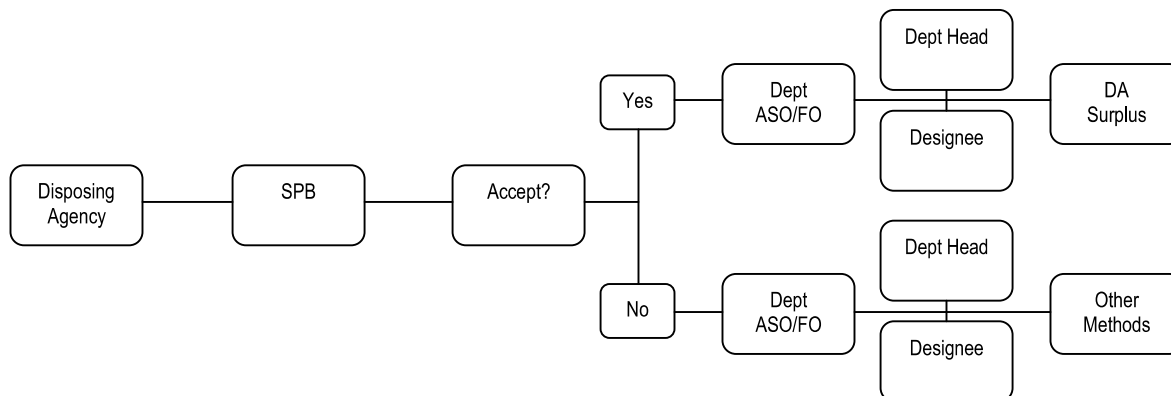 Disposing
Agency
SPB
Accept?
Yes
Dept
ASO/FO
Dept Head
Designee
DA
Surplus
No
Dept
ASO/FO
Dept Head
Designee
Other
Methods